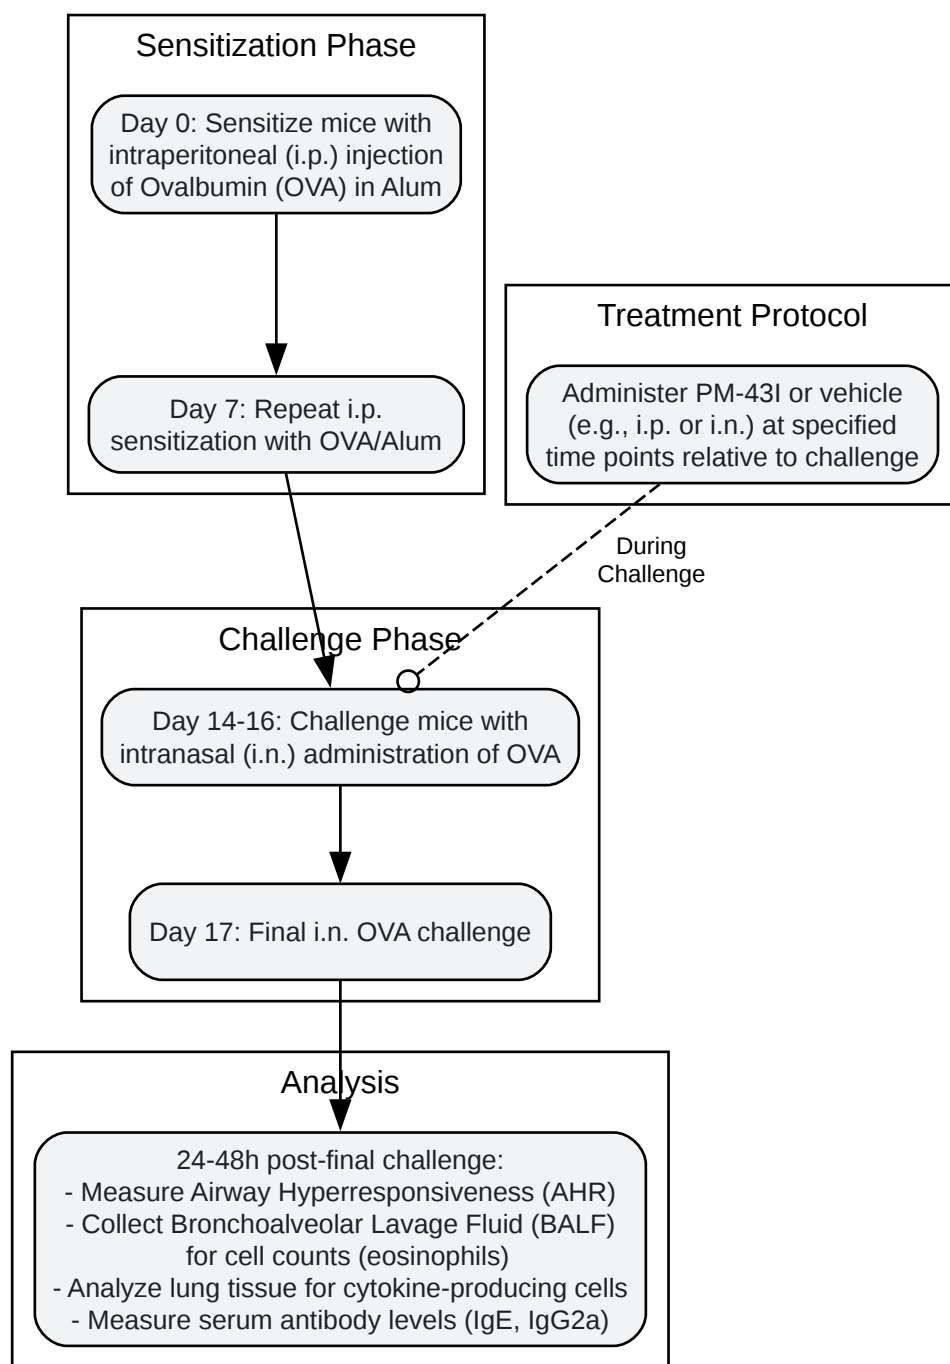 Sensitization Phase
Day 0: Sensitize mice with
intraperitoneal (i.p.) injection
of Ovalbumin (OVA) in Alum
Day 7: Repeat i.p.
sensitization with OVA/Alum
Treatment Protocol
Administer PM-43I or vehicle
(e.g., i.p. or i.n.) at specified
time points relative to challenge
During
Challenge
Challenge Phase
Day 14-16: Challenge mice with
intranasal (i.n.) administration of OVA
Day 17: Final i.n. OVA challenge
Analysis
24-48h post-final challenge:
- Measure Airway Hyperresponsiveness (AHR)
- Collect Bronchoalveolar Lavage Fluid (BALF)
for cell counts (eosinophils)
- Analyze lung tissue for cytokine-producing cells
- Measure serum antibody levels (IgE, IgG2a)